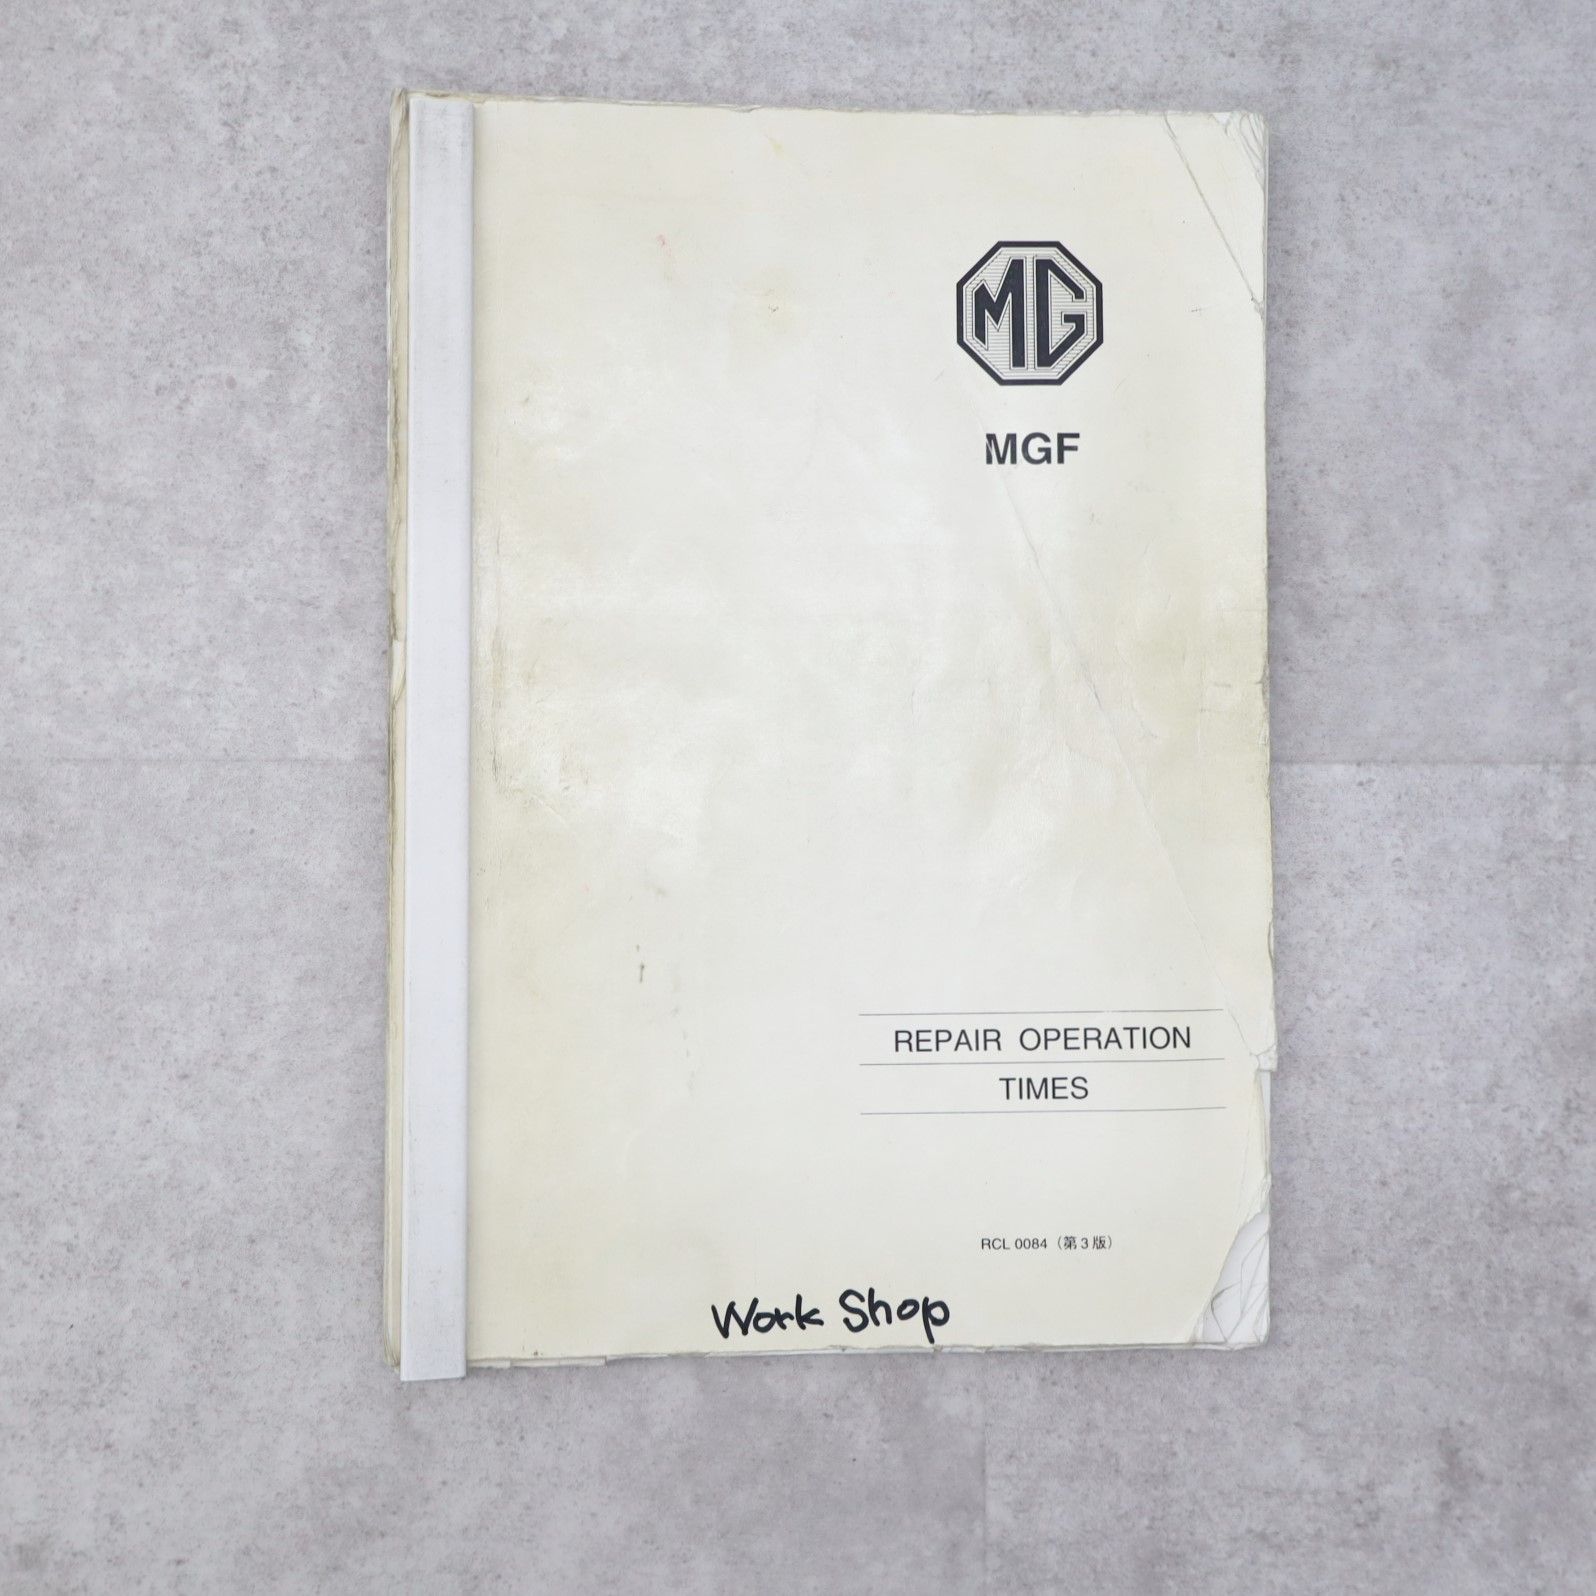 MG
MGF
REPAIR OPERATION
TIMES
RCL 0084（第3版）
Work Shop